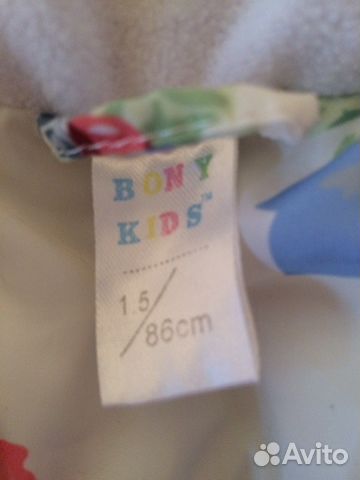 BONY
KIDS™
1.5/
86cm
Avito